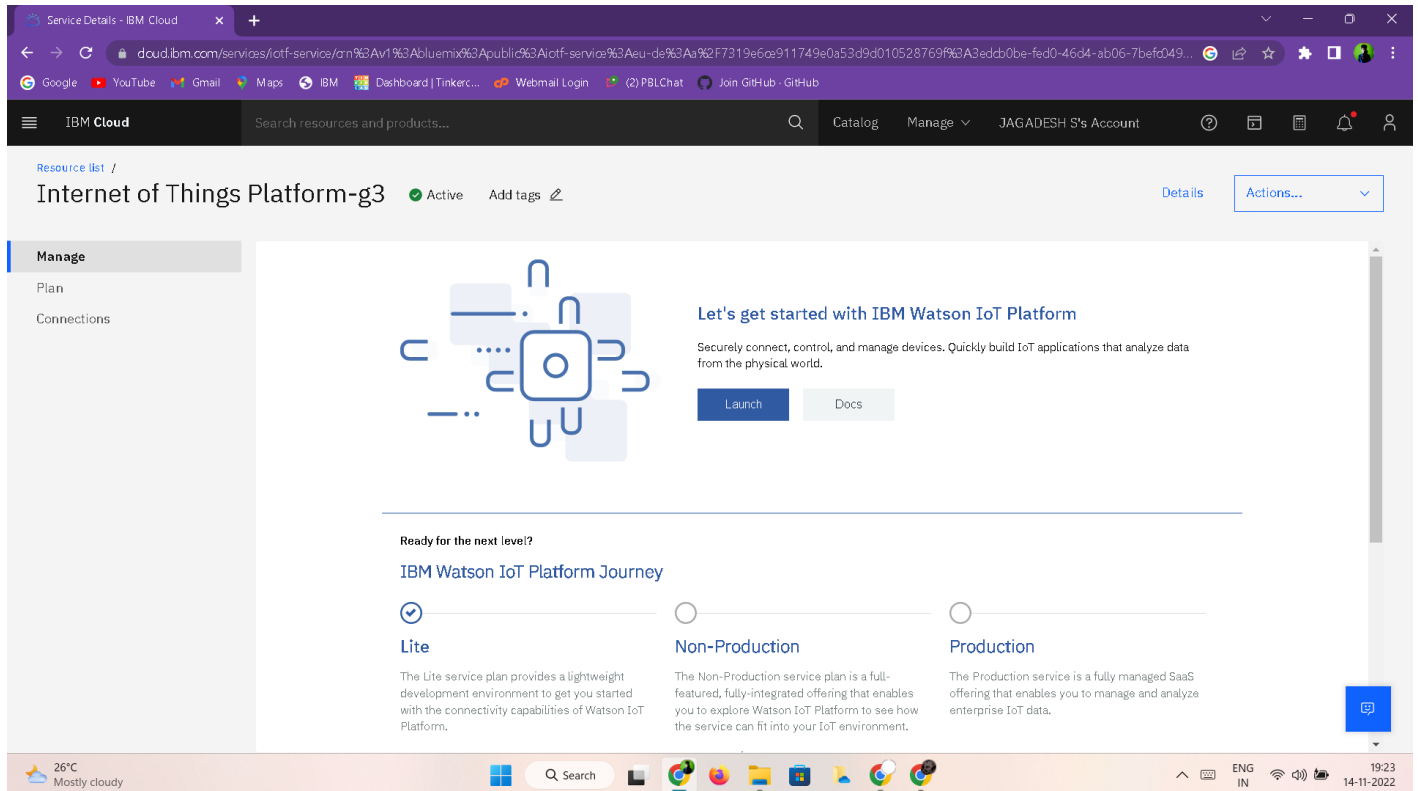 Service Details - IBM Cloud
cloud.ibm.com/services/iotf-service/crn%3Av1%3Abluemix%3Apublic%3Aiotf-service%3Aeu-de%3Aa%2F7319e6ce911749e0a53d9d010528769f%3A3edcb0be-fed0-46d4-ab06-7befc049...
Google YouTube Gmail Maps IBM Dashboard | Tinkerc... Webmail Login (2) PBLChat Join GitHub · GitHub
IBM Cloud Search resources and products... Catalog Manage JAGADESH S's Account
Resource list /
Internet of Things Platform-g3 Active Add tags Details Actions...
Manage
Plan
Connections
Let's get started with IBM Watson IoT Platform
Securely connect, control, and manage devices. Quickly build IoT applications that analyze data
from the physical world.
Launch Docs
Ready for the next level?
IBM Watson IoT Platform Journey
Lite
The Lite service plan provides a lightweight
development environment to get you started
with the connectivity capabilities of Watson IoT
Platform.
Non-Production
The Non-Production service plan is a full-
featured, fully-integrated offering that enables
you to explore Watson IoT Platform to see how
the service can fit into your IoT environment.
Production
The Production service is a fully managed SaaS
offering that enables you to manage and analyze
enterprise IoT data.
26°C
Mostly cloudy
Search
ENG
IN
19:23
14-11-2022